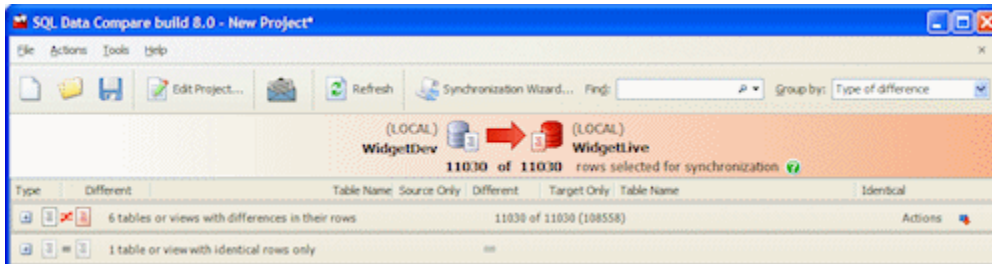 SQL Data Compare build 8.0 - New Project*
File Actions Tools Help
Edit Project... Refresh Synchronization Wizard... Find: Group by: Type of difference
(LOCAL) (LOCAL)
WidgetDev WidgetLive
11030 of 11030 rows selected for synchronization
Type Different Table Name Source Only Different Target Only Table Name Identical
6 tables or views with differences in their rows 11030 of 11030 (108558) Actions
1 table or view with identical rows only